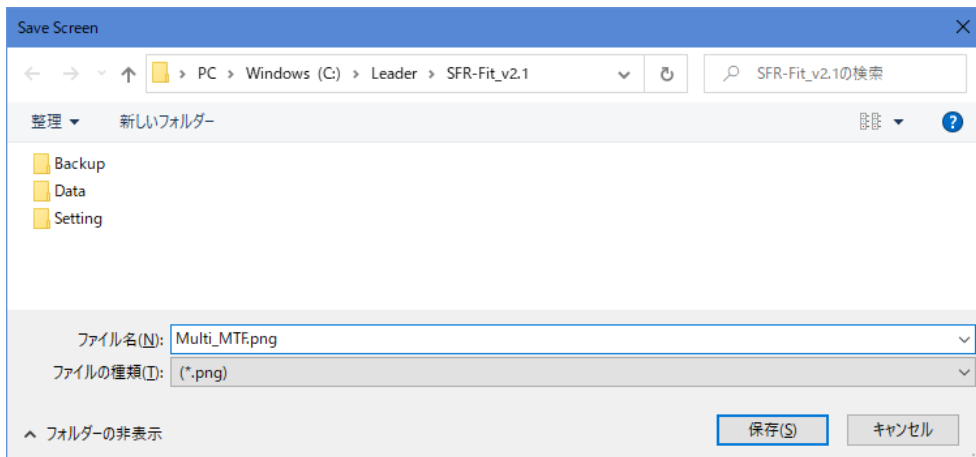 Save Screen
PC › Windows (C:) › Leader › SFR-Fit_v2.1
SFR-Fit_v2.1の検索
整理
新しいフォルダー
Backup
Data
Setting
ファイル名(N): Multi_MTF.png
ファイルの種類(T): (*.png)
フォルダーの非表示
保存(S)
キャンセル